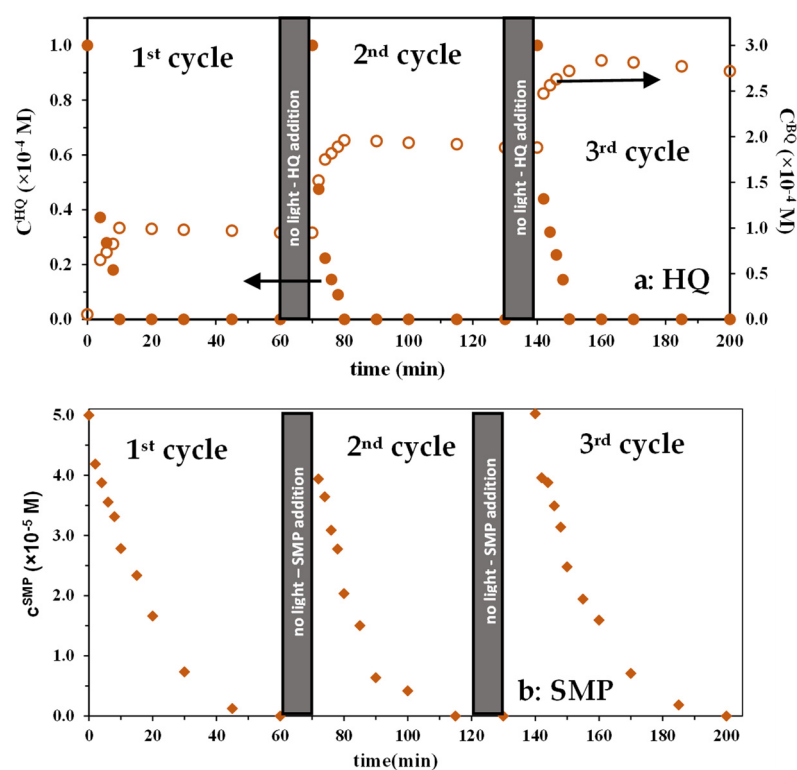 1st cycle
2nd cycle
3rd cycle
no light - HQ addition
no light - HQ addition
a: HQ
C^HQ (×10^-4 M)
1.0
0.8
0.6
0.4
0.2
0.0
C^BQ (×10^-4 M)
3.0
2.5
2.0
1.5
1.0
0.5
0.0
0 20 40 60 80 100 120 140 160 180 200
time (min)
1st cycle
2nd cycle
3rd cycle
no light – SMP addition
no light - SMP addition
b: SMP
c^SMP (×10^-5 M)
5.0
4.0
3.0
2.0
1.0
0.0
0 20 40 60 80 100 120 140 160 180 200
time(min)